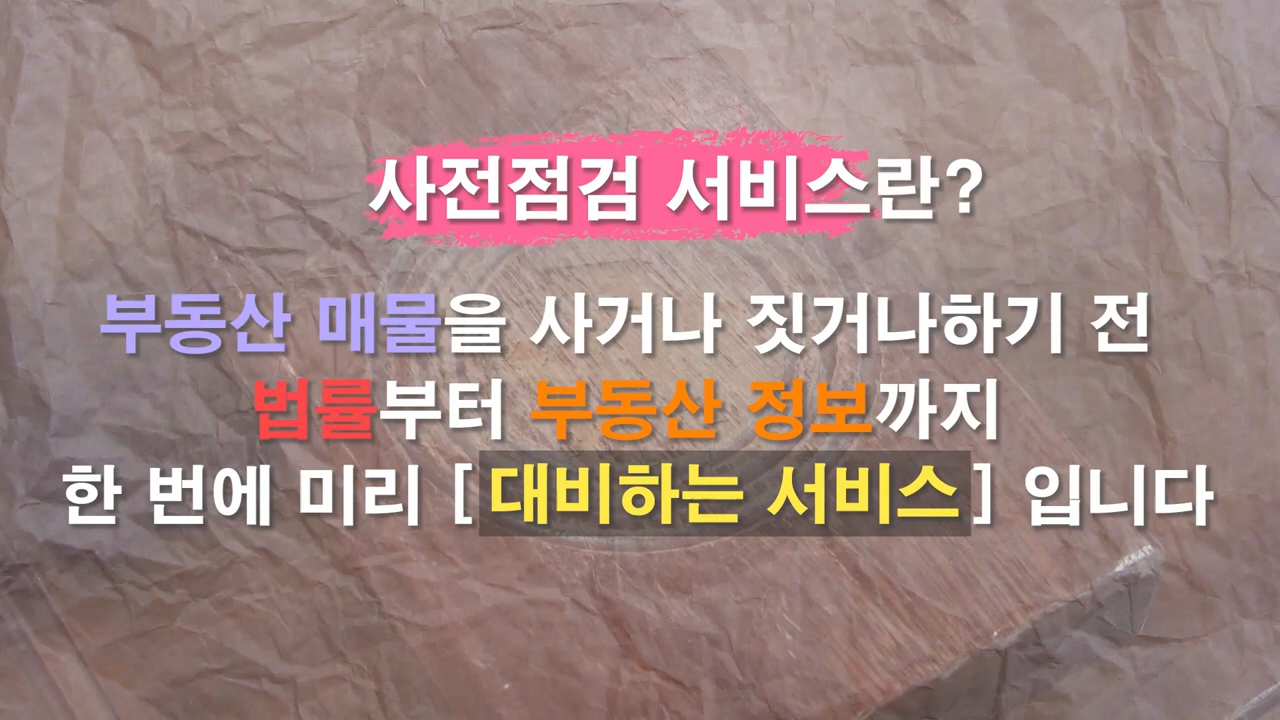 사전점검 서비스란?
부동산 매물을 사거나 짓거나하기 전
법률부터 부동산 정보까지
한 번에 미리 [대비하는 서비스] 입니다